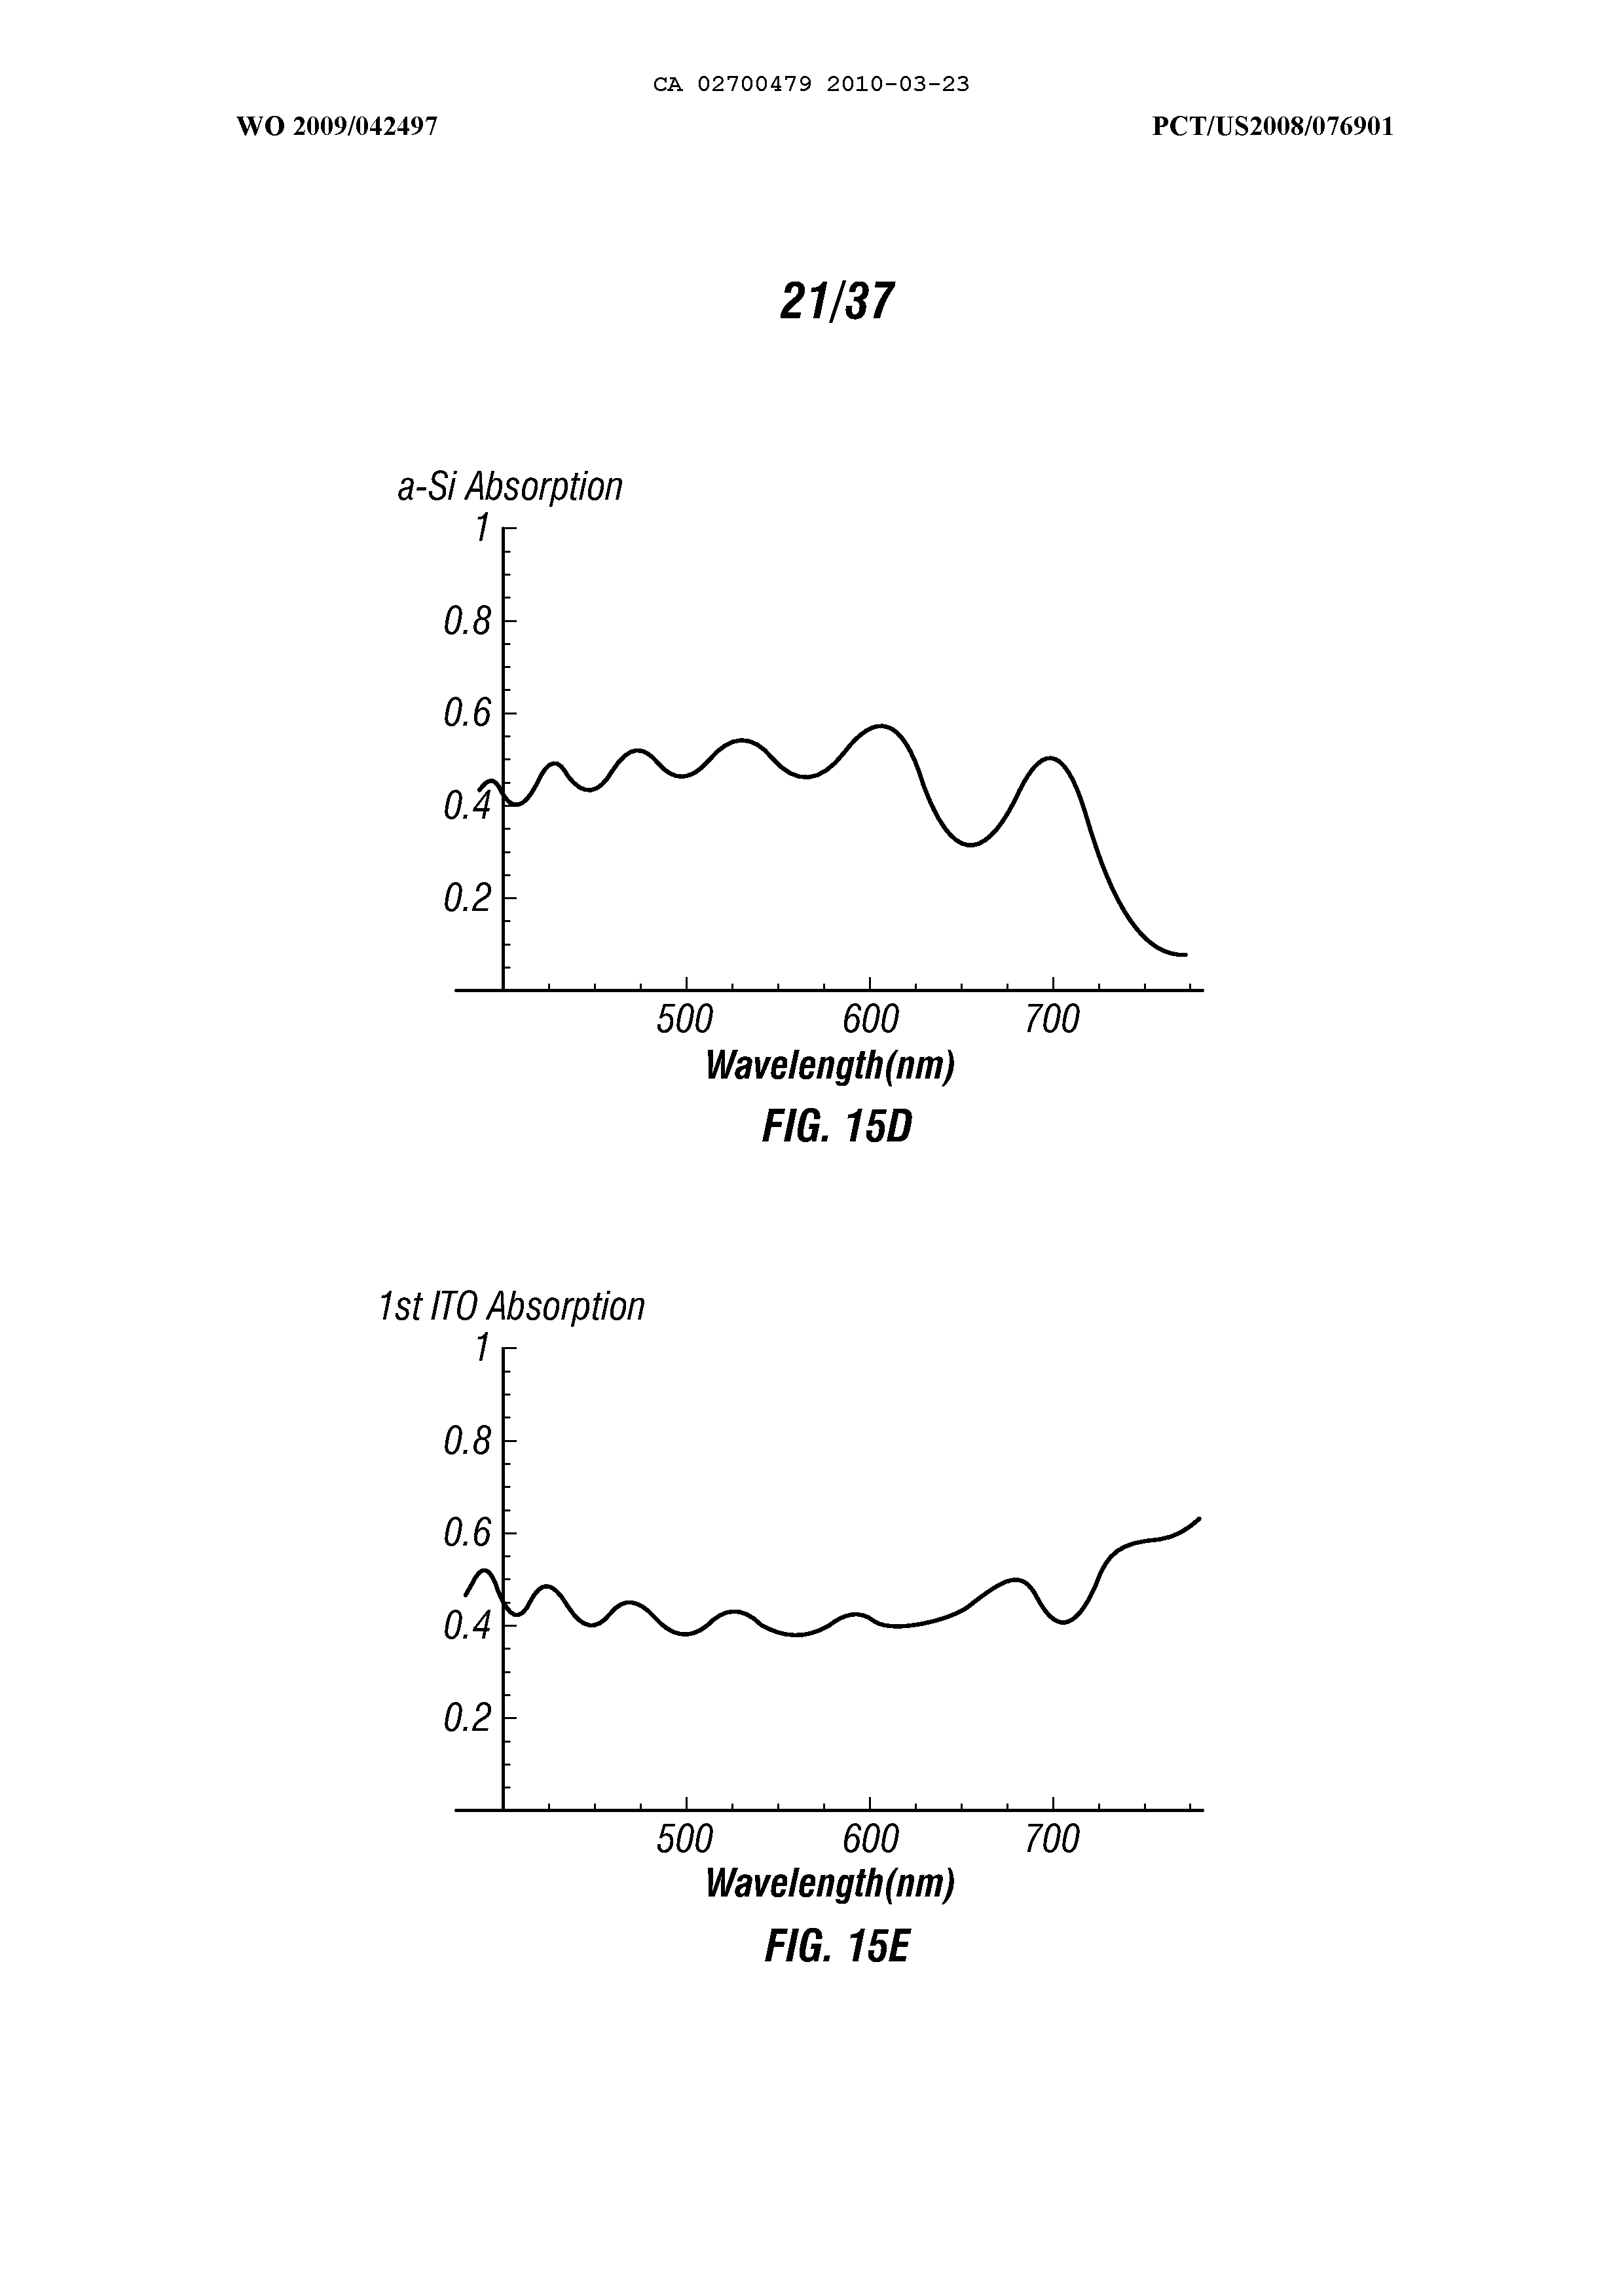 CA 02700479 2010-03-23
WO 2009/042497 PCT/US2008/076901
21/37
a-Si Absorption
1
0.8
0.6
0.4
0.2
500 600 700
Wavelength(nm)
FIG. 15D
1st ITO Absorption
1
0.8
0.6
0.4
0.2
500 600 700
Wavelength(nm)
FIG. 15E